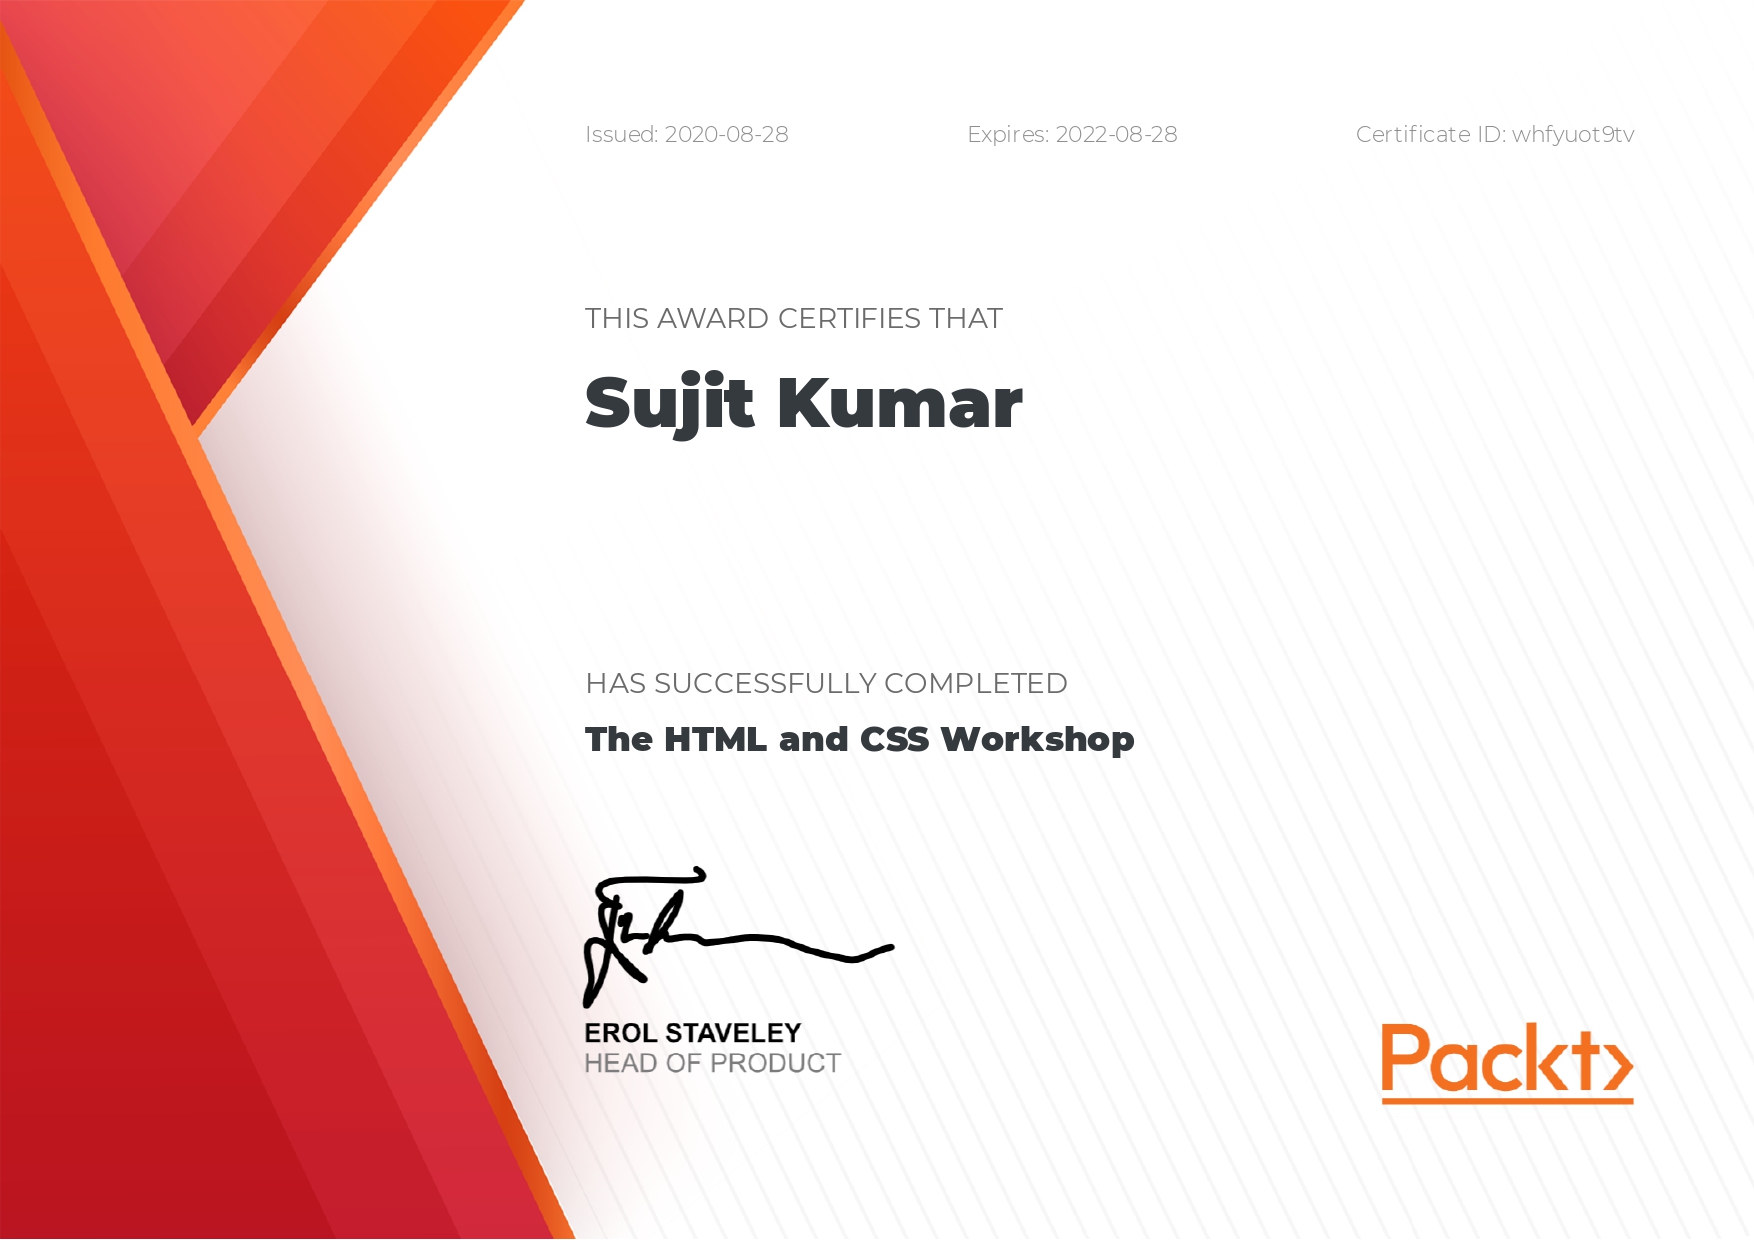 Issued: 2020-08-28 Expires: 2022-08-28 Certificate ID: whfyuot9tv
THIS AWARD CERTIFIES THAT
Sujit Kumar
HAS SUCCESSFULLY COMPLETED
The HTML and CSS Workshop
EROL STAVELEY
HEAD OF PRODUCT
Packt>